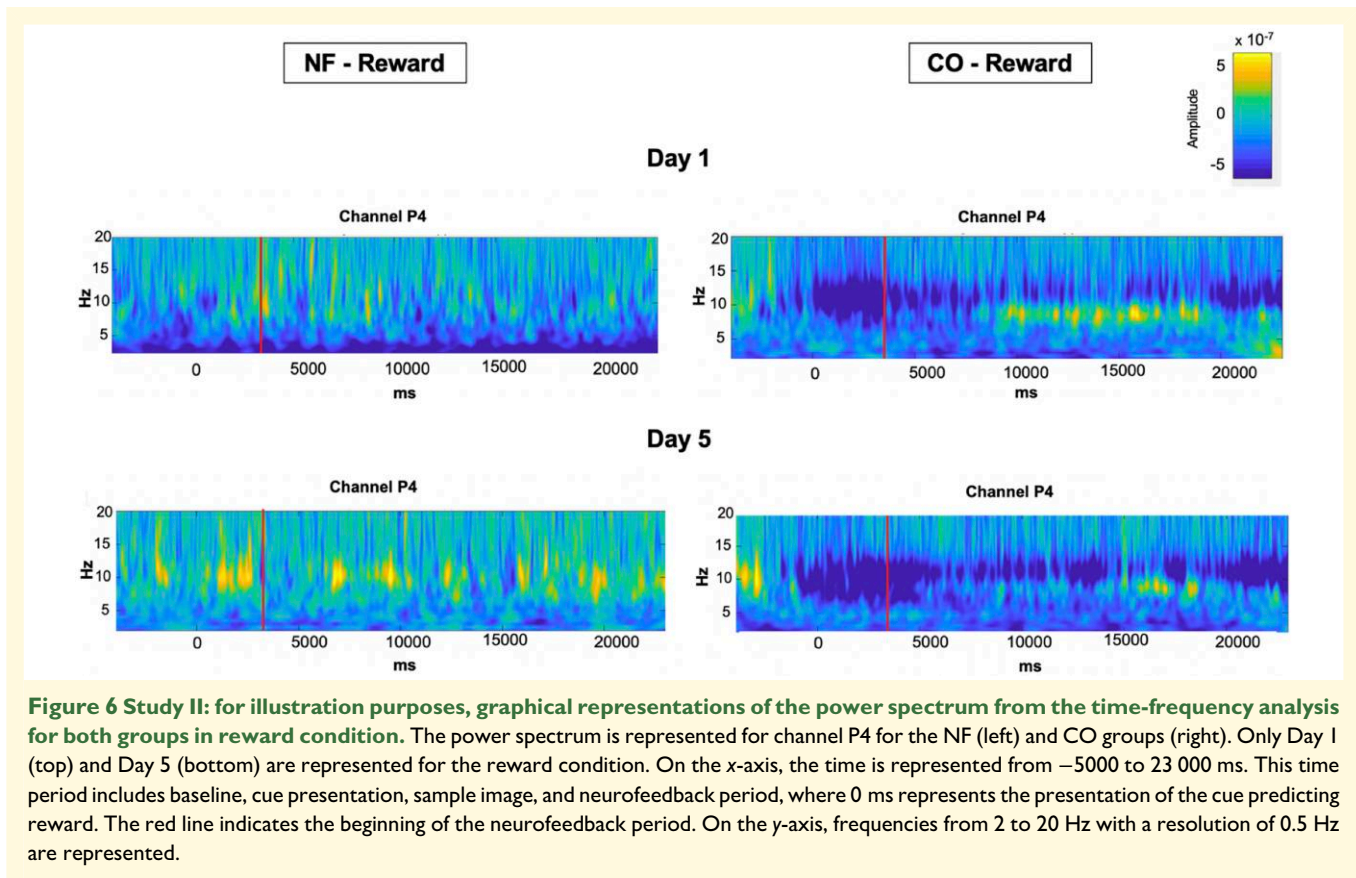 NF - Reward
CO - Reward
x 10-7
5
0
-5
Amplitude
Day 1
Channel P4
20
15
10
5
Hz
0 5000 10000 15000 20000
ms
Channel P4
20
15
10
5
Hz
0 5000 10000 15000 20000
ms
Day 5
Channel P4
20
15
10
5
Hz
0 5000 10000 15000 20000
ms
Channel P4
20
15
10
5
Hz
0 5000 10000 15000 20000
ms
Figure 6 Study II: for illustration purposes, graphical representations of the power spectrum from the time-frequency analysis
for both groups in reward condition. The power spectrum is represented for channel P4 for the NF (left) and CO groups (right). Only Day 1
(top) and Day 5 (bottom) are represented for the reward condition. On the x-axis, the time is represented from −5000 to 23 000 ms. This time
period includes baseline, cue presentation, sample image, and neurofeedback period, where 0 ms represents the presentation of the cue predicting
reward. The red line indicates the beginning of the neurofeedback period. On the y-axis, frequencies from 2 to 20 Hz with a resolution of 0.5 Hz
are represented.